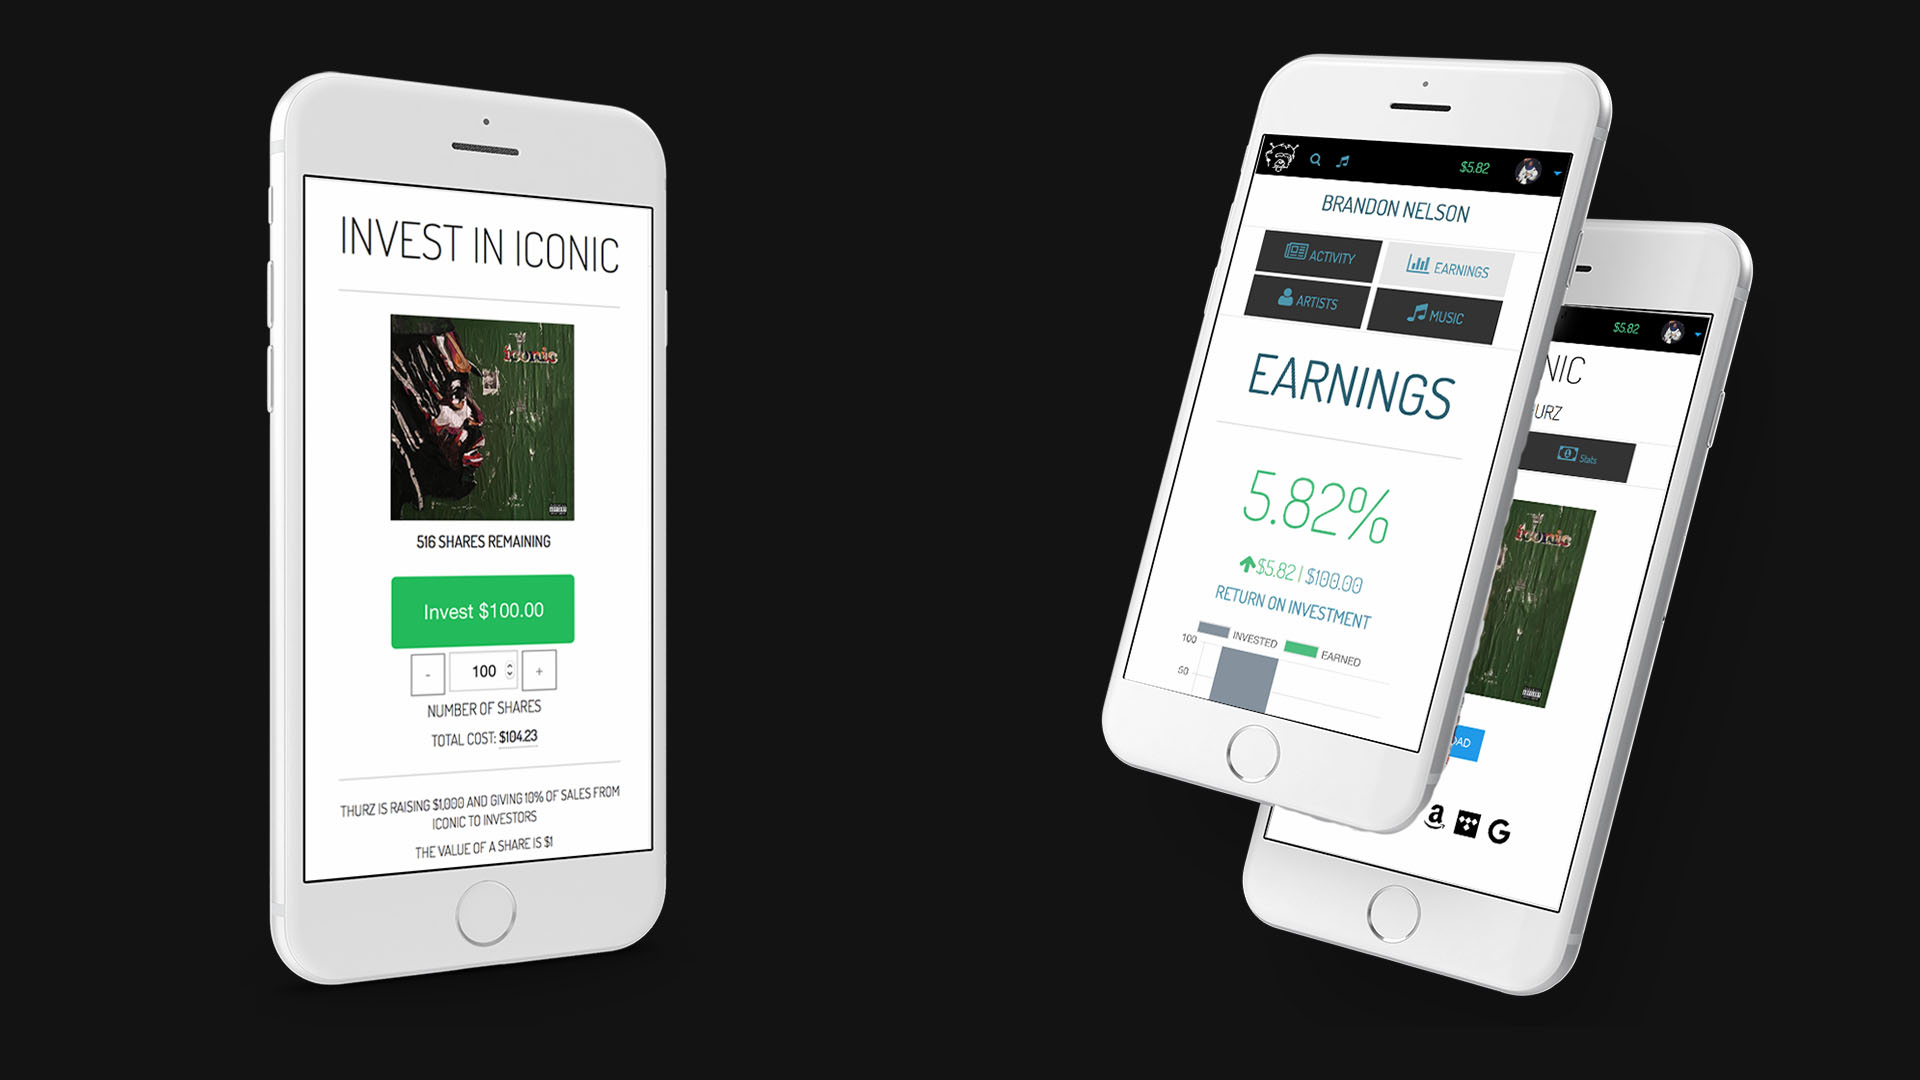 INVEST IN ICONIC
iconic
516 SHARES REMAINING
Invest $100.00
- 100 +
NUMBER OF SHARES
TOTAL COST: $104.23
THURZ IS RAISING $1,000 AND GIVING 10% OF SALES FROM
ICONIC TO INVESTORS
THE VALUE OF A SHARE IS $1
$5.82
BRANDON NELSON
ACTIVITY
EARNINGS
ARTISTS
MUSIC
EARNINGS
5.82%
$5.82 | $100.00
RETURN ON INVESTMENT
INVESTED
EARNED
100
50
$5.82
NIC
URZ
Stats
iconic
OAD
a
G